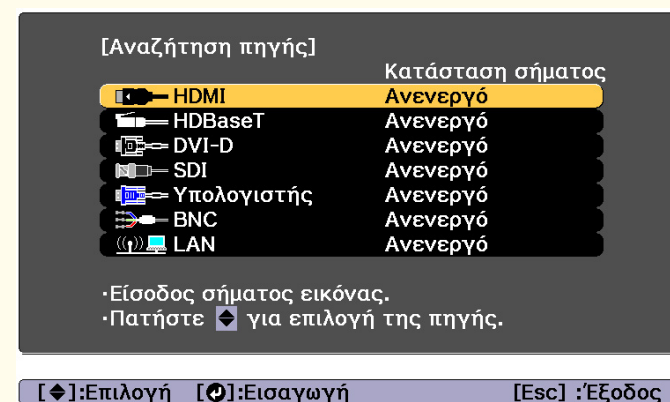 [Αναζήτηση πηγής]
Κατάσταση σήματος
HDMI Ανενεργό
HDBaseT Ανενεργό
DVI-D Ανενεργό
SDI Ανενεργό
Υπολογιστής Ανενεργό
BNC Ανενεργό
LAN Ανενεργό
·Είσοδος σήματος εικόνας.
·Πατήστε για επιλογή της πηγής.
[]:Επιλογή []:Εισαγωγή [Esc] :Έξοδος